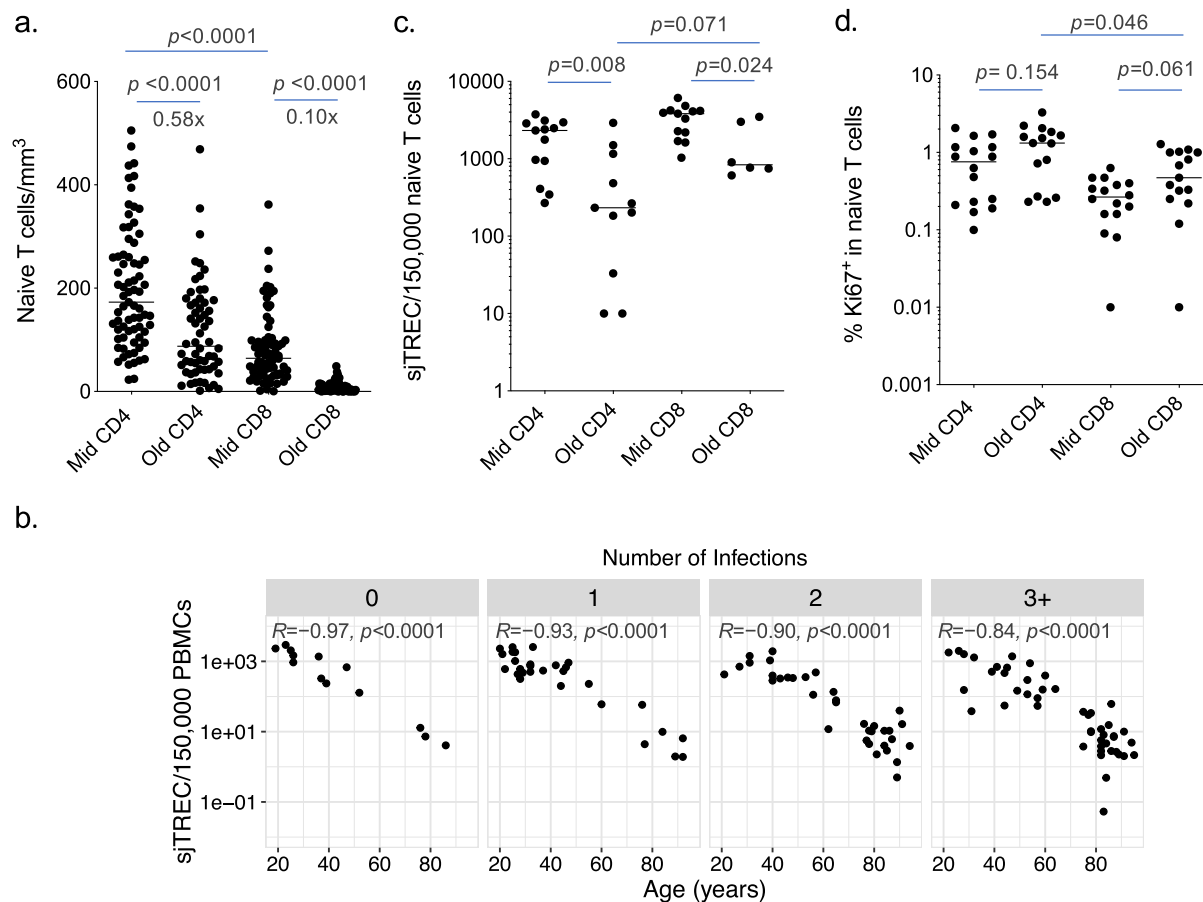 a.
p<0.0001
p <0.0001
p <0.0001
0.58x
0.10x
Naive T cells/mm³
600
400
200
0
Mid CD4
Old CD4
Mid CD8
Old CD8
c.
p=0.071
p=0.008
p=0.024
sjTREC/150,000 naive T cells
10000
1000
100
10
1
Mid CD4
Old CD4
Mid CD8
Old CD8
d.
p=0.046
p= 0.154
p=0.061
% Ki67⁺ in naive T cells
10
1
0.1
0.01
0.001
Mid CD4
Old CD4
Mid CD8
Old CD8
b.
Number of Infections
0
1
2
3+
R=−0.97, p<0.0001
R=−0.93, p<0.0001
R=−0.90, p<0.0001
R=−0.84, p<0.0001
sjTREC/150,000 PBMCs
1e+03
1e+01
1e−01
20 40 60 80
20 40 60 80
20 40 60 80
20 40 60 80
Age (years)